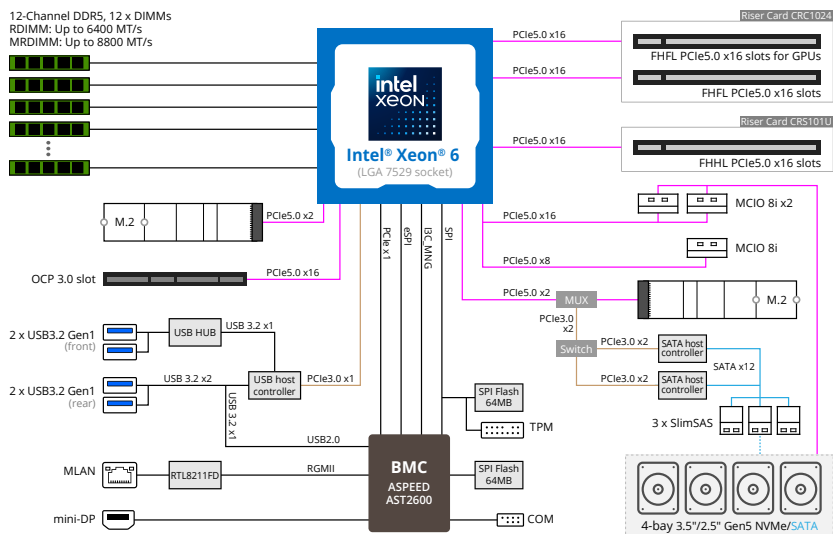 12-Channel DDR5, 12 x DIMMs
RDIMM: Up to 6400 MT/s
MRDIMM: Up to 8800 MT/s
intel
XEON
Intel® Xeon® 6
(LGA 7529 socket)
PCIe5.0 x16
PCIe5.0 x16
PCIe5.0 x16
Riser Card CRC1024
FHFL PCIe5.0 x16 slots for GPUs
FHFL PCIe5.0 x16 slots
Riser Card CRS101U
FHHL PCIe5.0 x16 slots
M.2
PCIe5.0 x2
PCIe x1
eSPI
I3C_MNG
SPI
PCIe5.0 x16
MCIO 8i x2
PCIe5.0 x8
MCIO 8i
OCP 3.0 slot
PCIe5.0 x16
PCIe5.0 x2
MUX
M.2
PCIe3.0
x2
2 x USB3.2 Gen1
(front)
USB HUB
USB 3.2 x1
Switch
PCIe3.0 x2
SATA host
controller
SATA x12
2 x USB3.2 Gen1
(rear)
USB 3.2 x2
USB host
controller
PCIe3.0 x1
PCIe3.0 x2
SATA host
controller
USB 3.2 x1
SPI Flash
64MB
TPM
3 x SlimSAS
USB2.0
MLAN
RTL8211FD
RGMII
BMC
ASPEED
AST2600
SPI Flash
64MB
mini-DP
COM
4-bay 3.5"/2.5" Gen5 NVMe/SATA